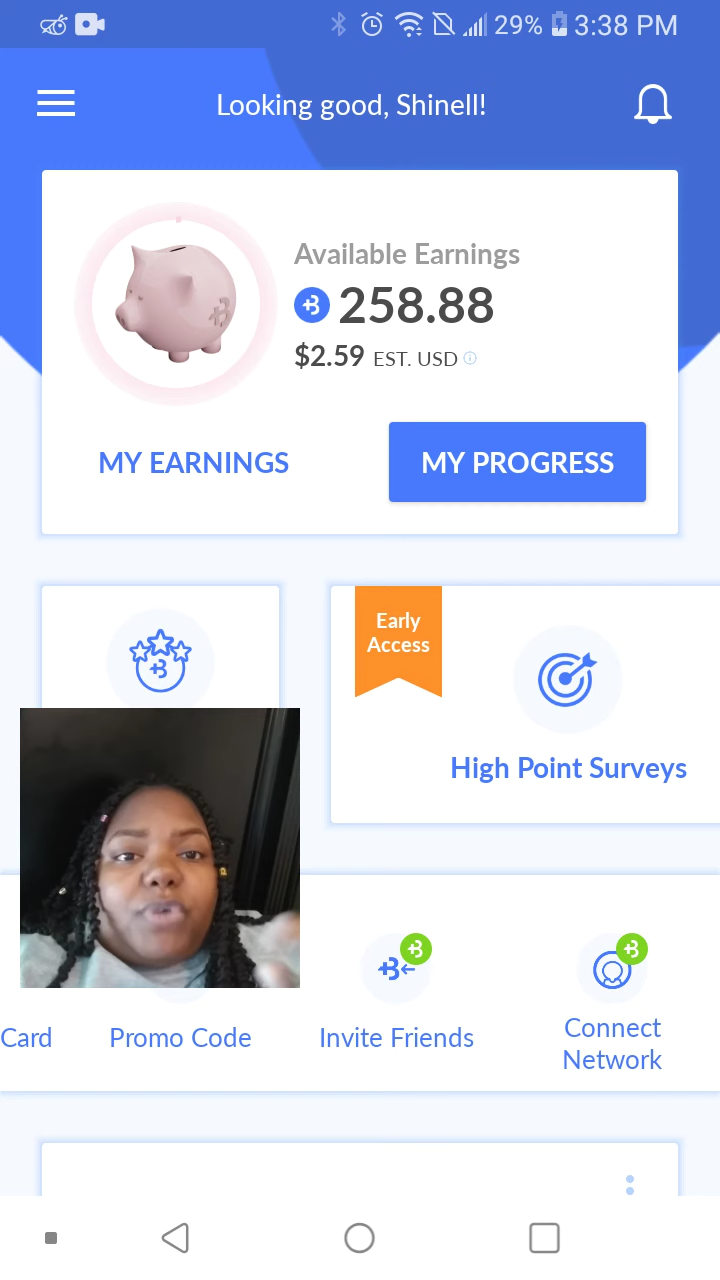 29% 3:38 PM
Looking good, Shinell!
Available Earnings
258.88
$2.59 EST. USD
MY EARNINGS
MY PROGRESS
Early
Access
High Point Surveys
Card
Promo Code
Invite Friends
Connect
Network